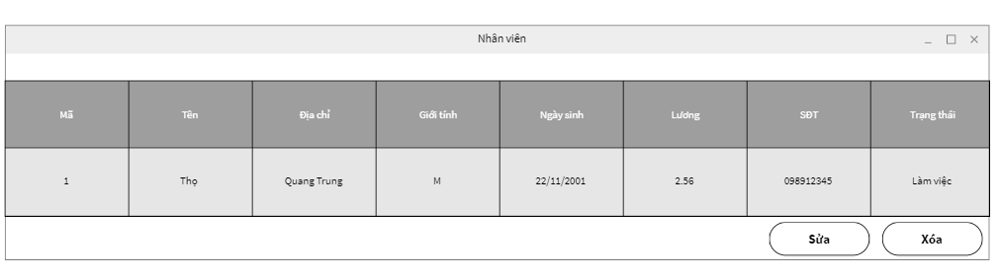 Nhân viên
Mã Tên Địa chỉ Giới tính Ngày sinh Lương SĐT Trạng thái
1 Thọ Quang Trung M 22/11/2001 2.56 098912345 Làm việc
Sửa Xóa